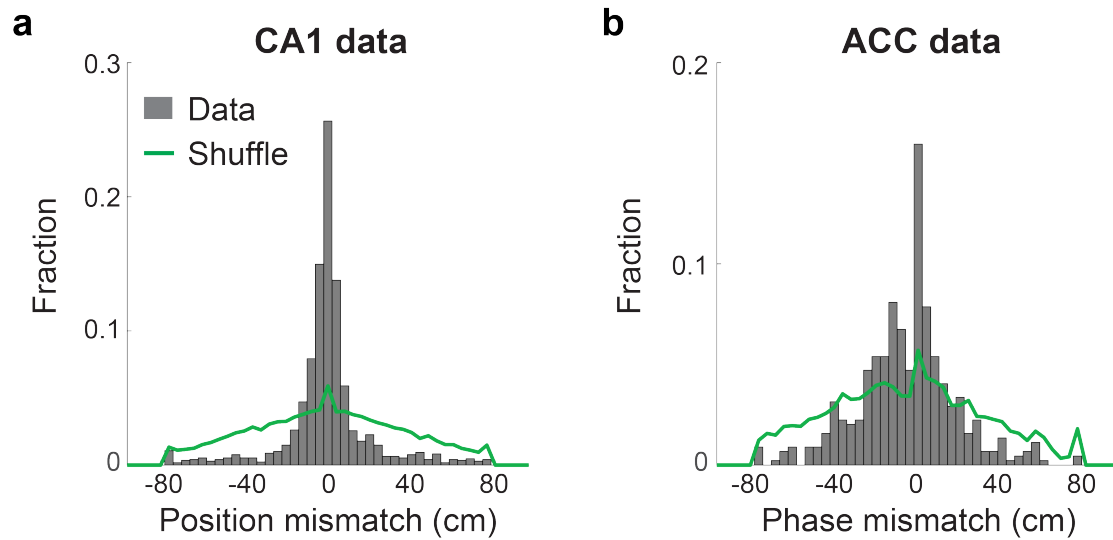 a
CA1 data
0.3
0.2
0.1
0
Fraction
Data
Shuffle
-80
-40
0
40
80
Position mismatch (cm)
b
ACC data
0.2
0.1
0
Fraction
-80
-40
0
40
80
Phase mismatch (cm)